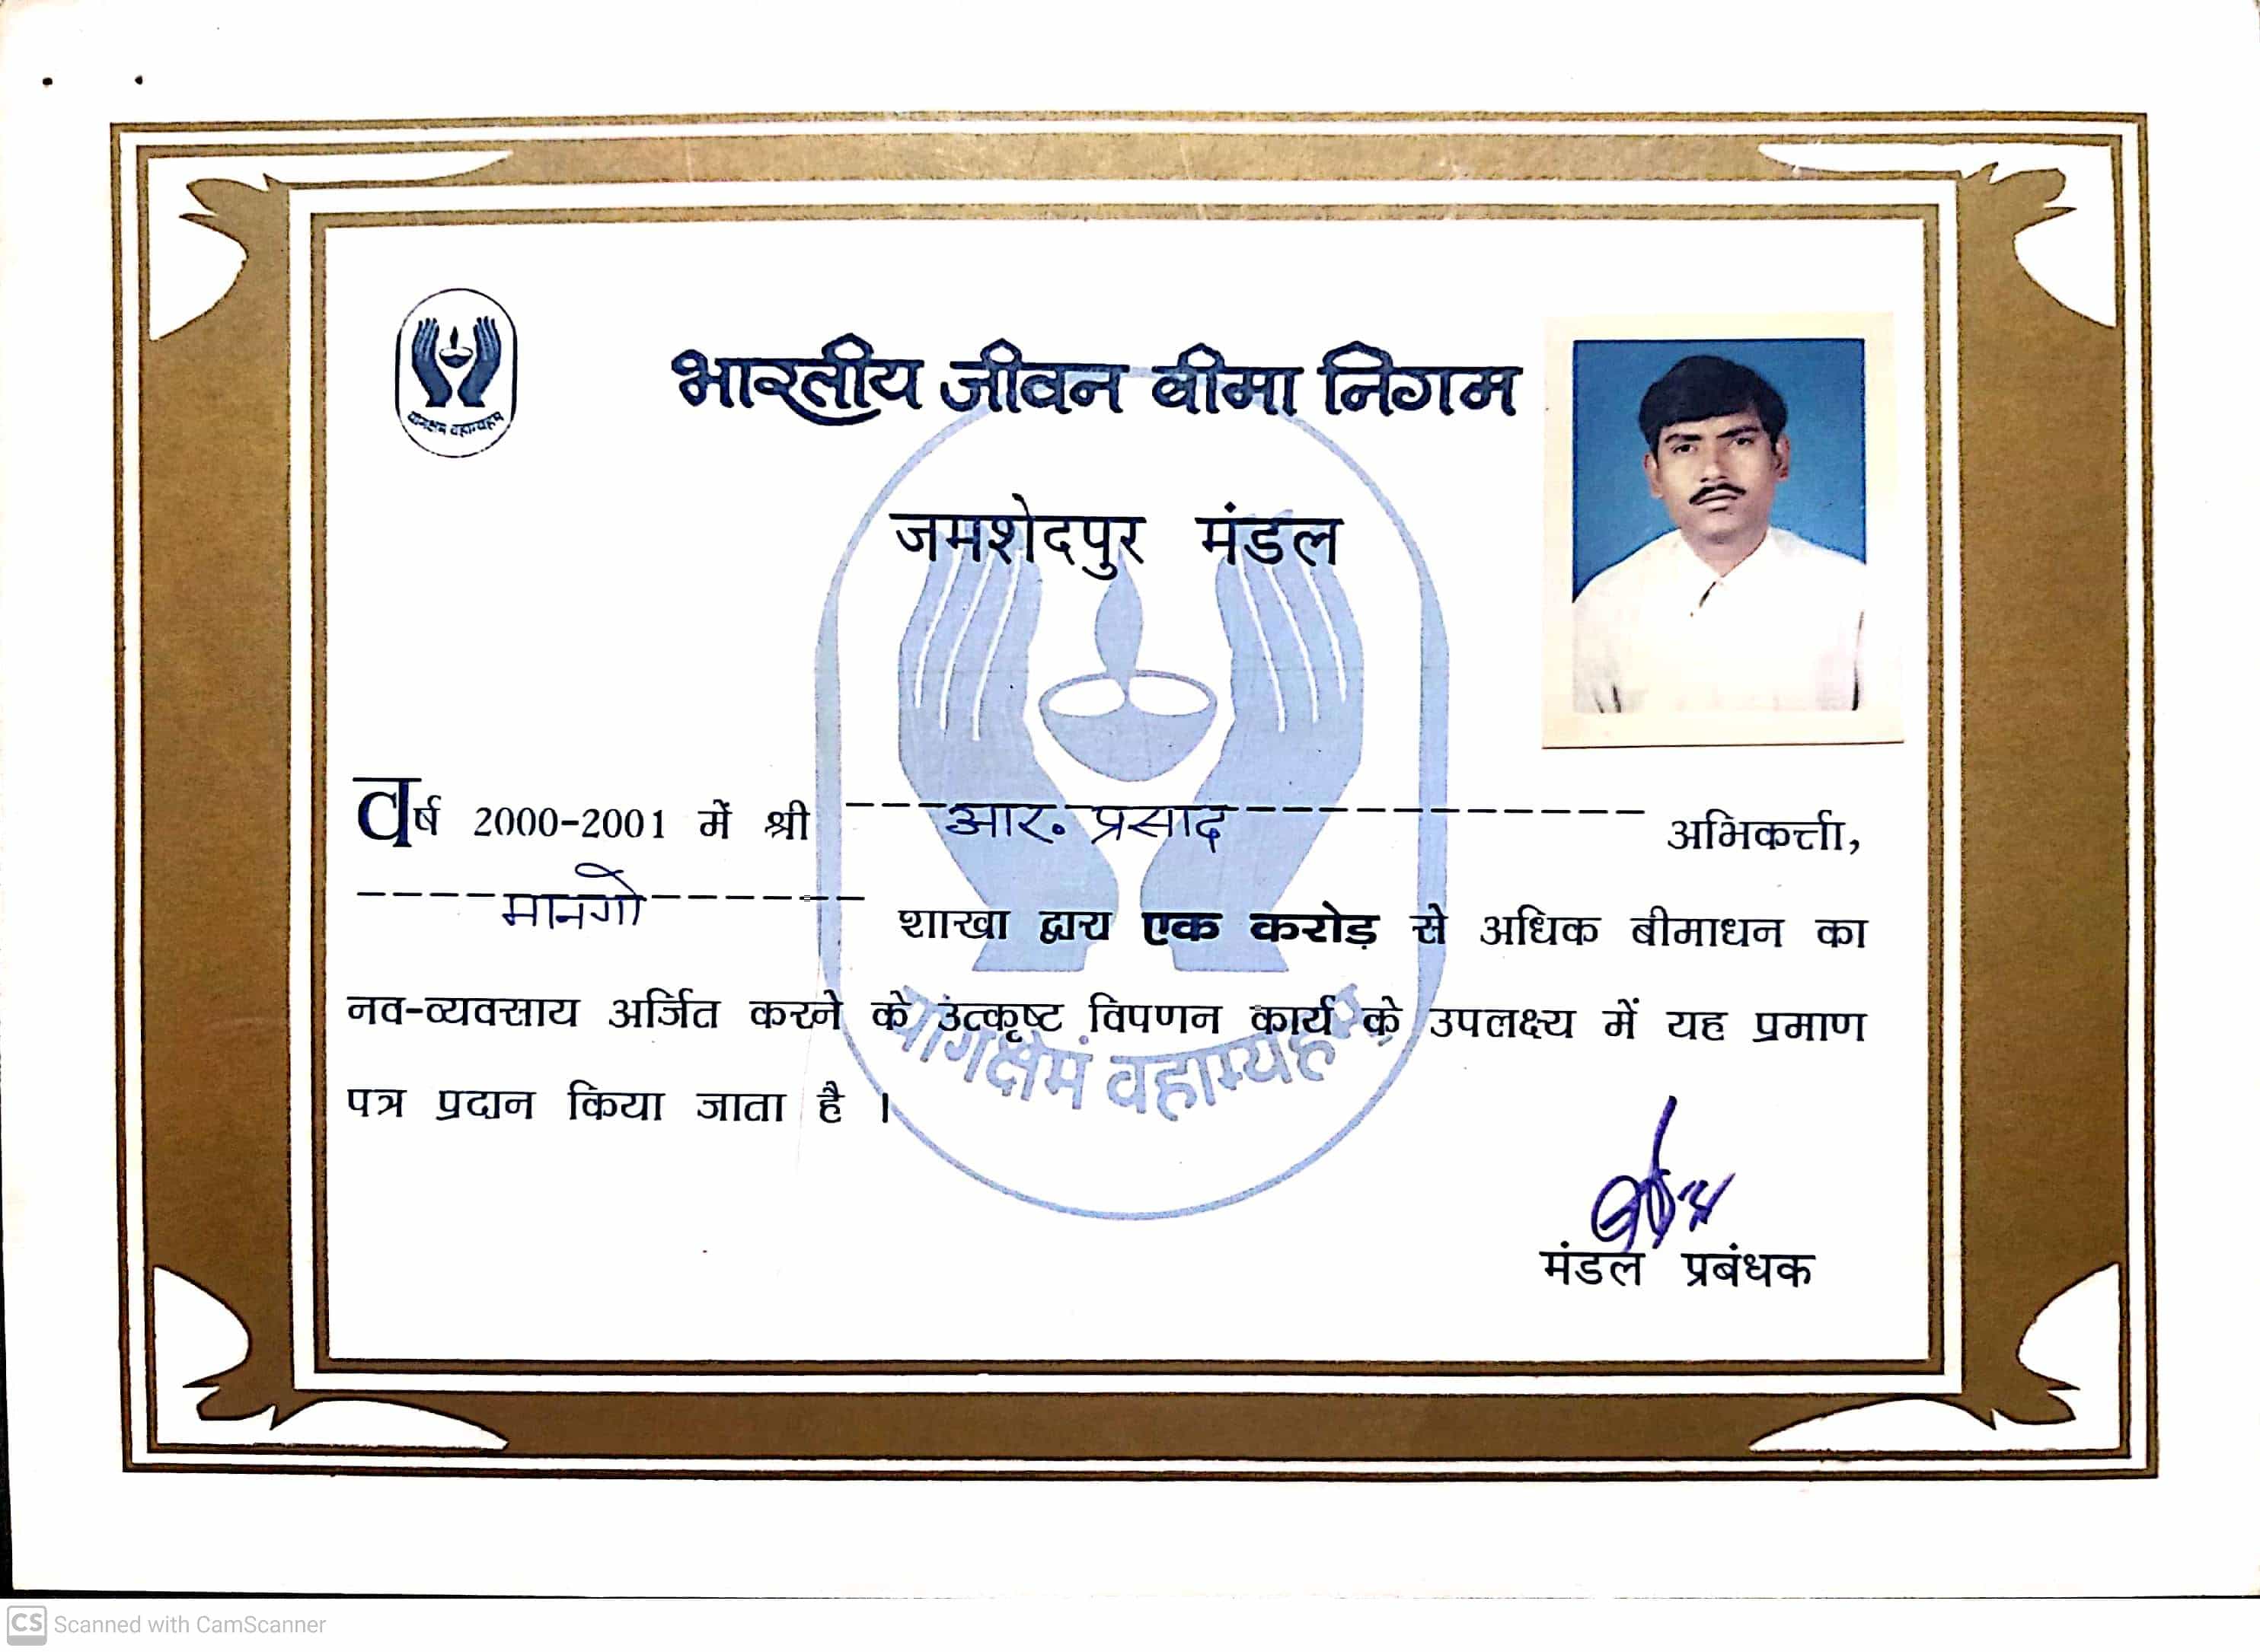 योगक्षेमं वहाम्यहम्
भारतीय जीवन बीमा निगम
जमशेदपुर मंडल
वर्ष 2000-2001 में श्री ---आर. प्रसाद------------ अभिकर्त्ता,
----मानगो------ शाखा द्वारा एक करोड़ से अधिक बीमाधन का
नव-व्यवसाय अर्जित करने के उत्कृष्ट विपणन कार्य के उपलक्ष्य में यह प्रमाण
योगक्षेमं वहाम्यहम्
पत्र प्रदान किया जाता है ।
मंडल प्रबंधक
CS Scanned with CamScanner